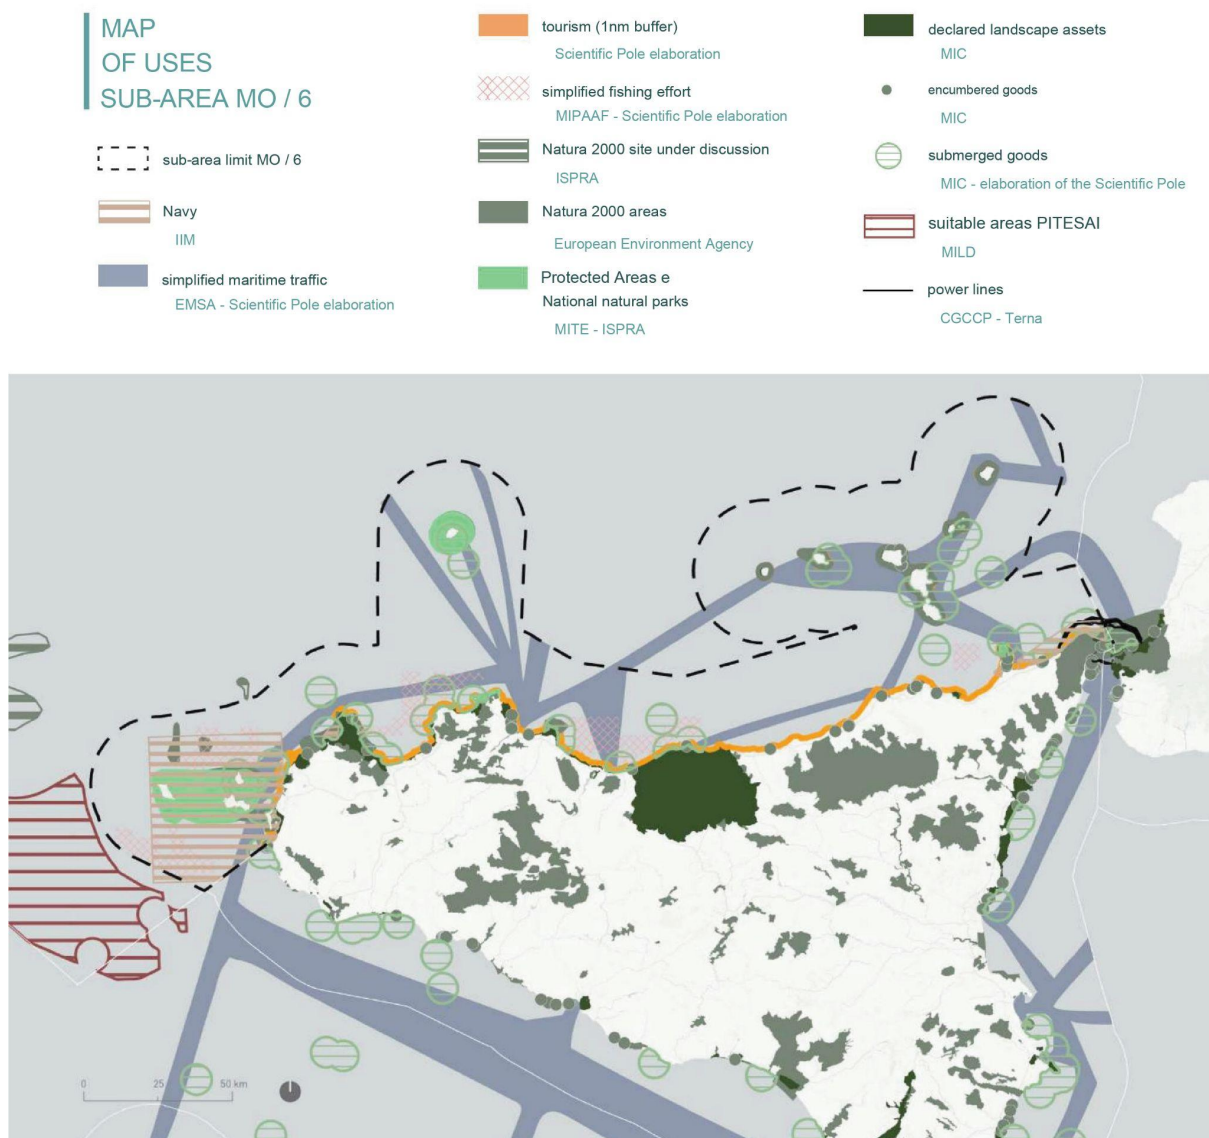 MAP
OF USES
SUB-AREA MO / 6
sub-area limit MO / 6
Navy
IIM
simplified maritime traffic
EMSA - Scientific Pole elaboration
tourism (1nm buffer)
Scientific Pole elaboration
simplified fishing effort
MIPAAF - Scientific Pole elaboration
Natura 2000 site under discussion
ISPRA
Natura 2000 areas
European Environment Agency
Protected Areas e
National natural parks
MITE - ISPRA
declared landscape assets
MIC
encumbered goods
MIC
submerged goods
MIC - elaboration of the Scientific Pole
suitable areas PITESAI
MILD
power lines
CGCCP - Terna
0 25 50 km